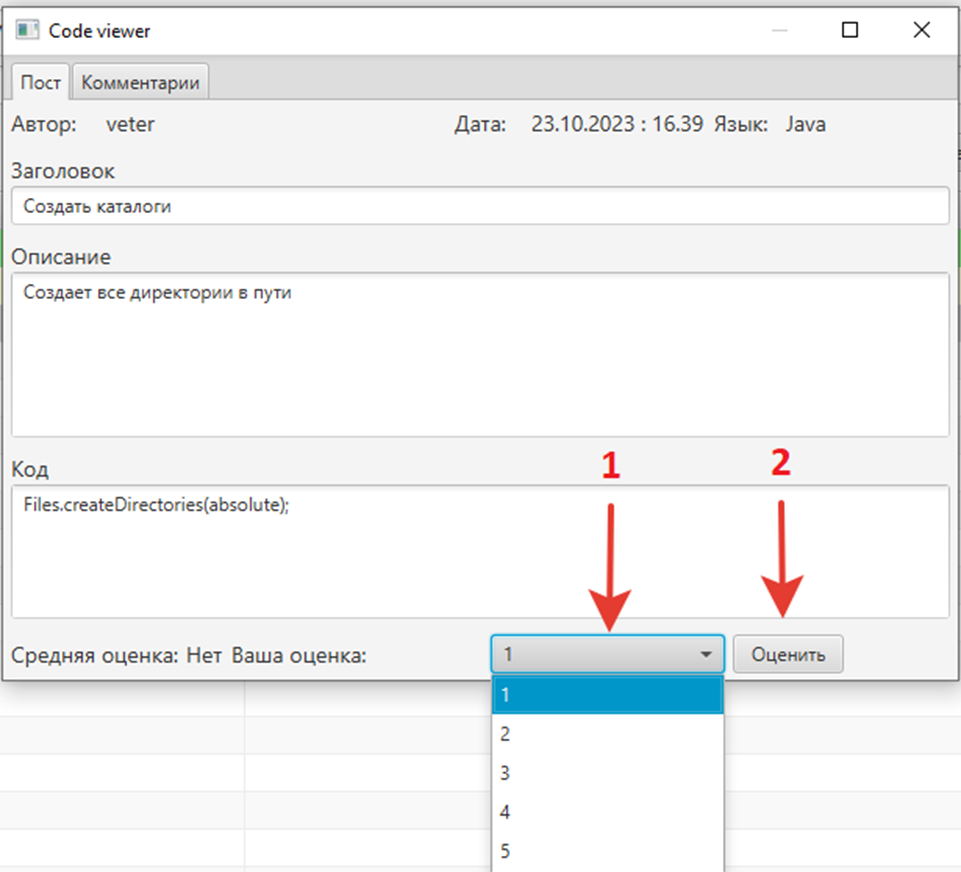 Code viewer
Пост Комментарии
Автор: veter Дата: 23.10.2023 : 16.39 Язык: Java
Заголовок
Создать каталоги
Описание
Создает все директории в пути
Код
1 2
Files.createDirectories(absolute);
Средняя оценка: Нет Ваша оценка: 1 Оценить
1
2
3
4
5